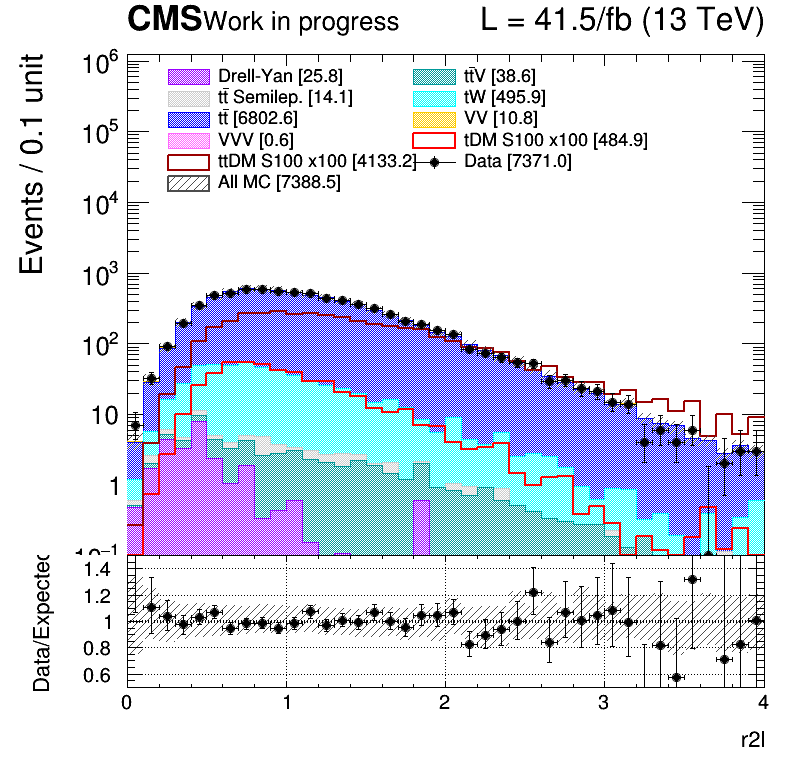 CMS Work in progress L = 41.5/fb (13 TeV)
Events / 0.1 unit
10⁶
10⁵
10⁴
10³
10²
10
1
10⁻¹
Drell-Yan [25.8]
tt̄V [38.6]
tt̄ Semilep. [14.1]
tW [495.9]
tt̄ [6802.6]
VV [10.8]
VVV [0.6]
tDM S100 x100 [484.9]
ttDM S100 x100 [4133.2]
Data [7371.0]
All MC [7388.5]
Data/Expected
1.4
1.2
1
0.8
0.6
0 1 2 3 4
r2l